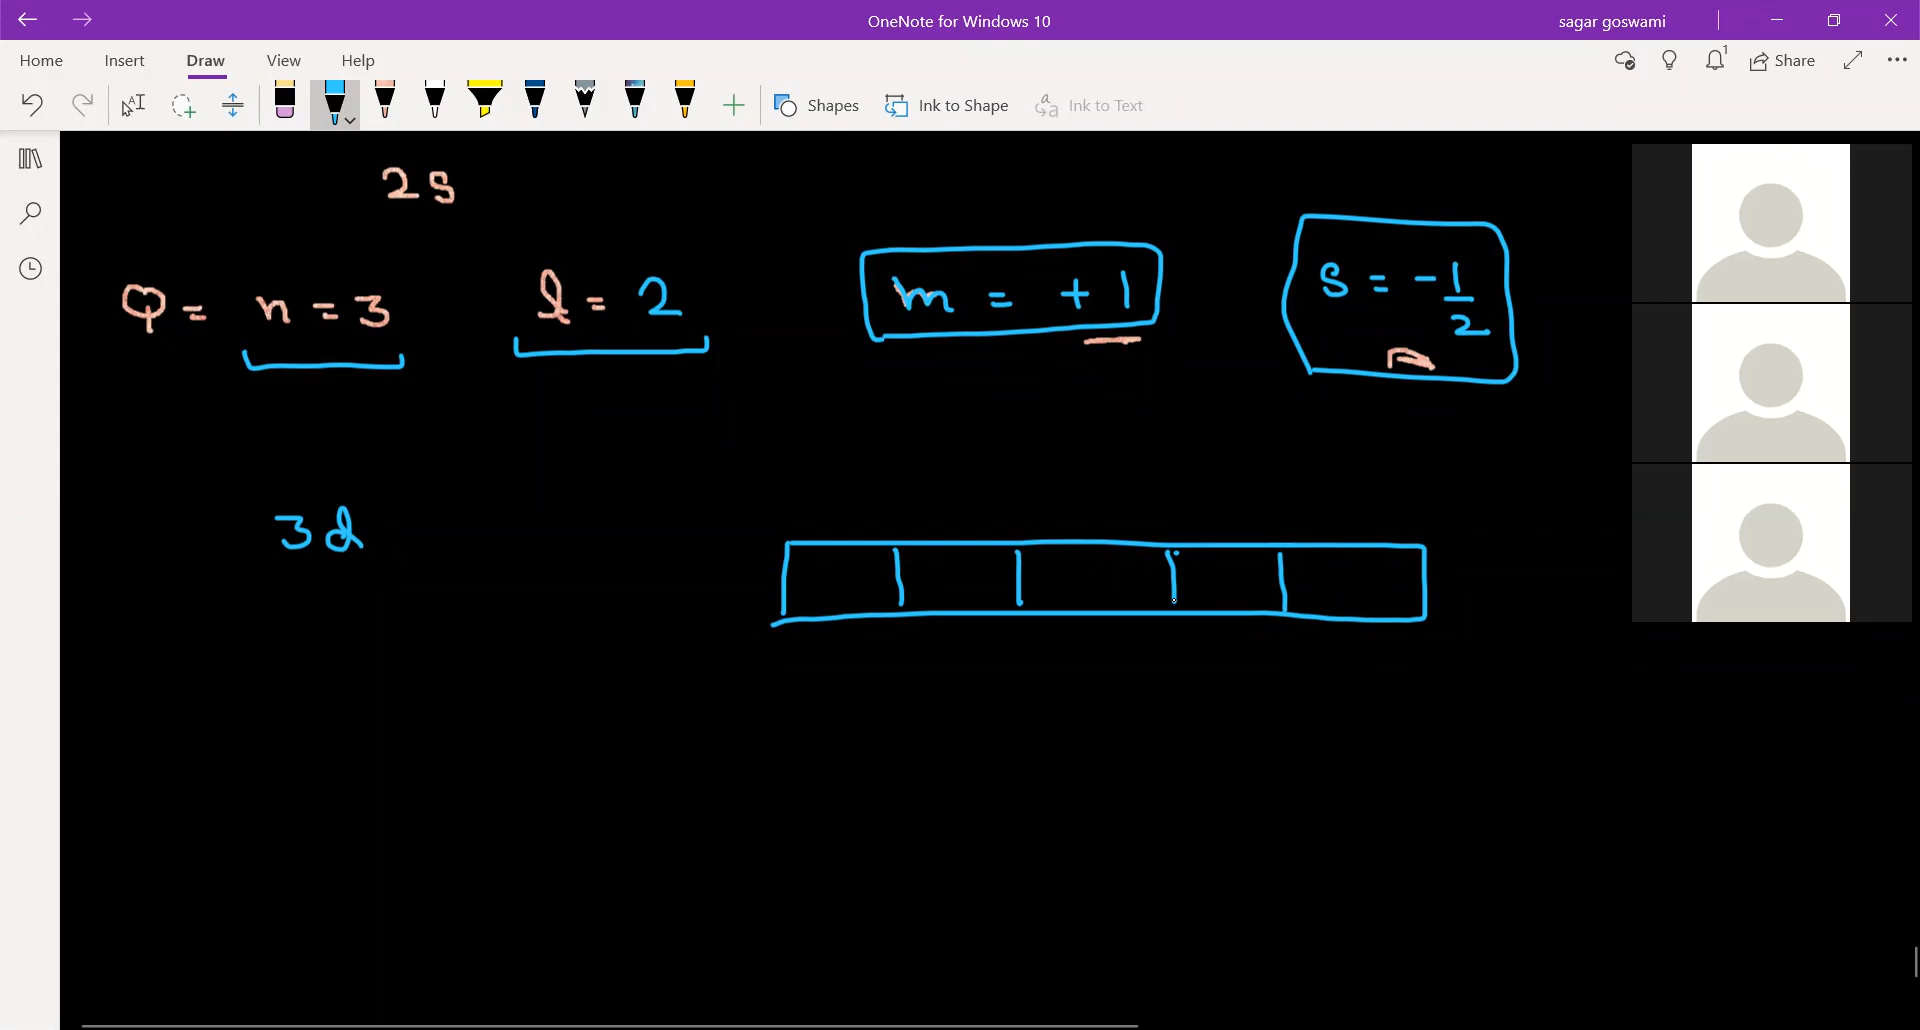 OneNote for Windows 10
sagar goswami
Home Insert Draw View Help
Share
Shapes Ink to Shape Ink to Text
2s
Q = n = 3 l = 2 m = + 1 s = - 1/2
3d